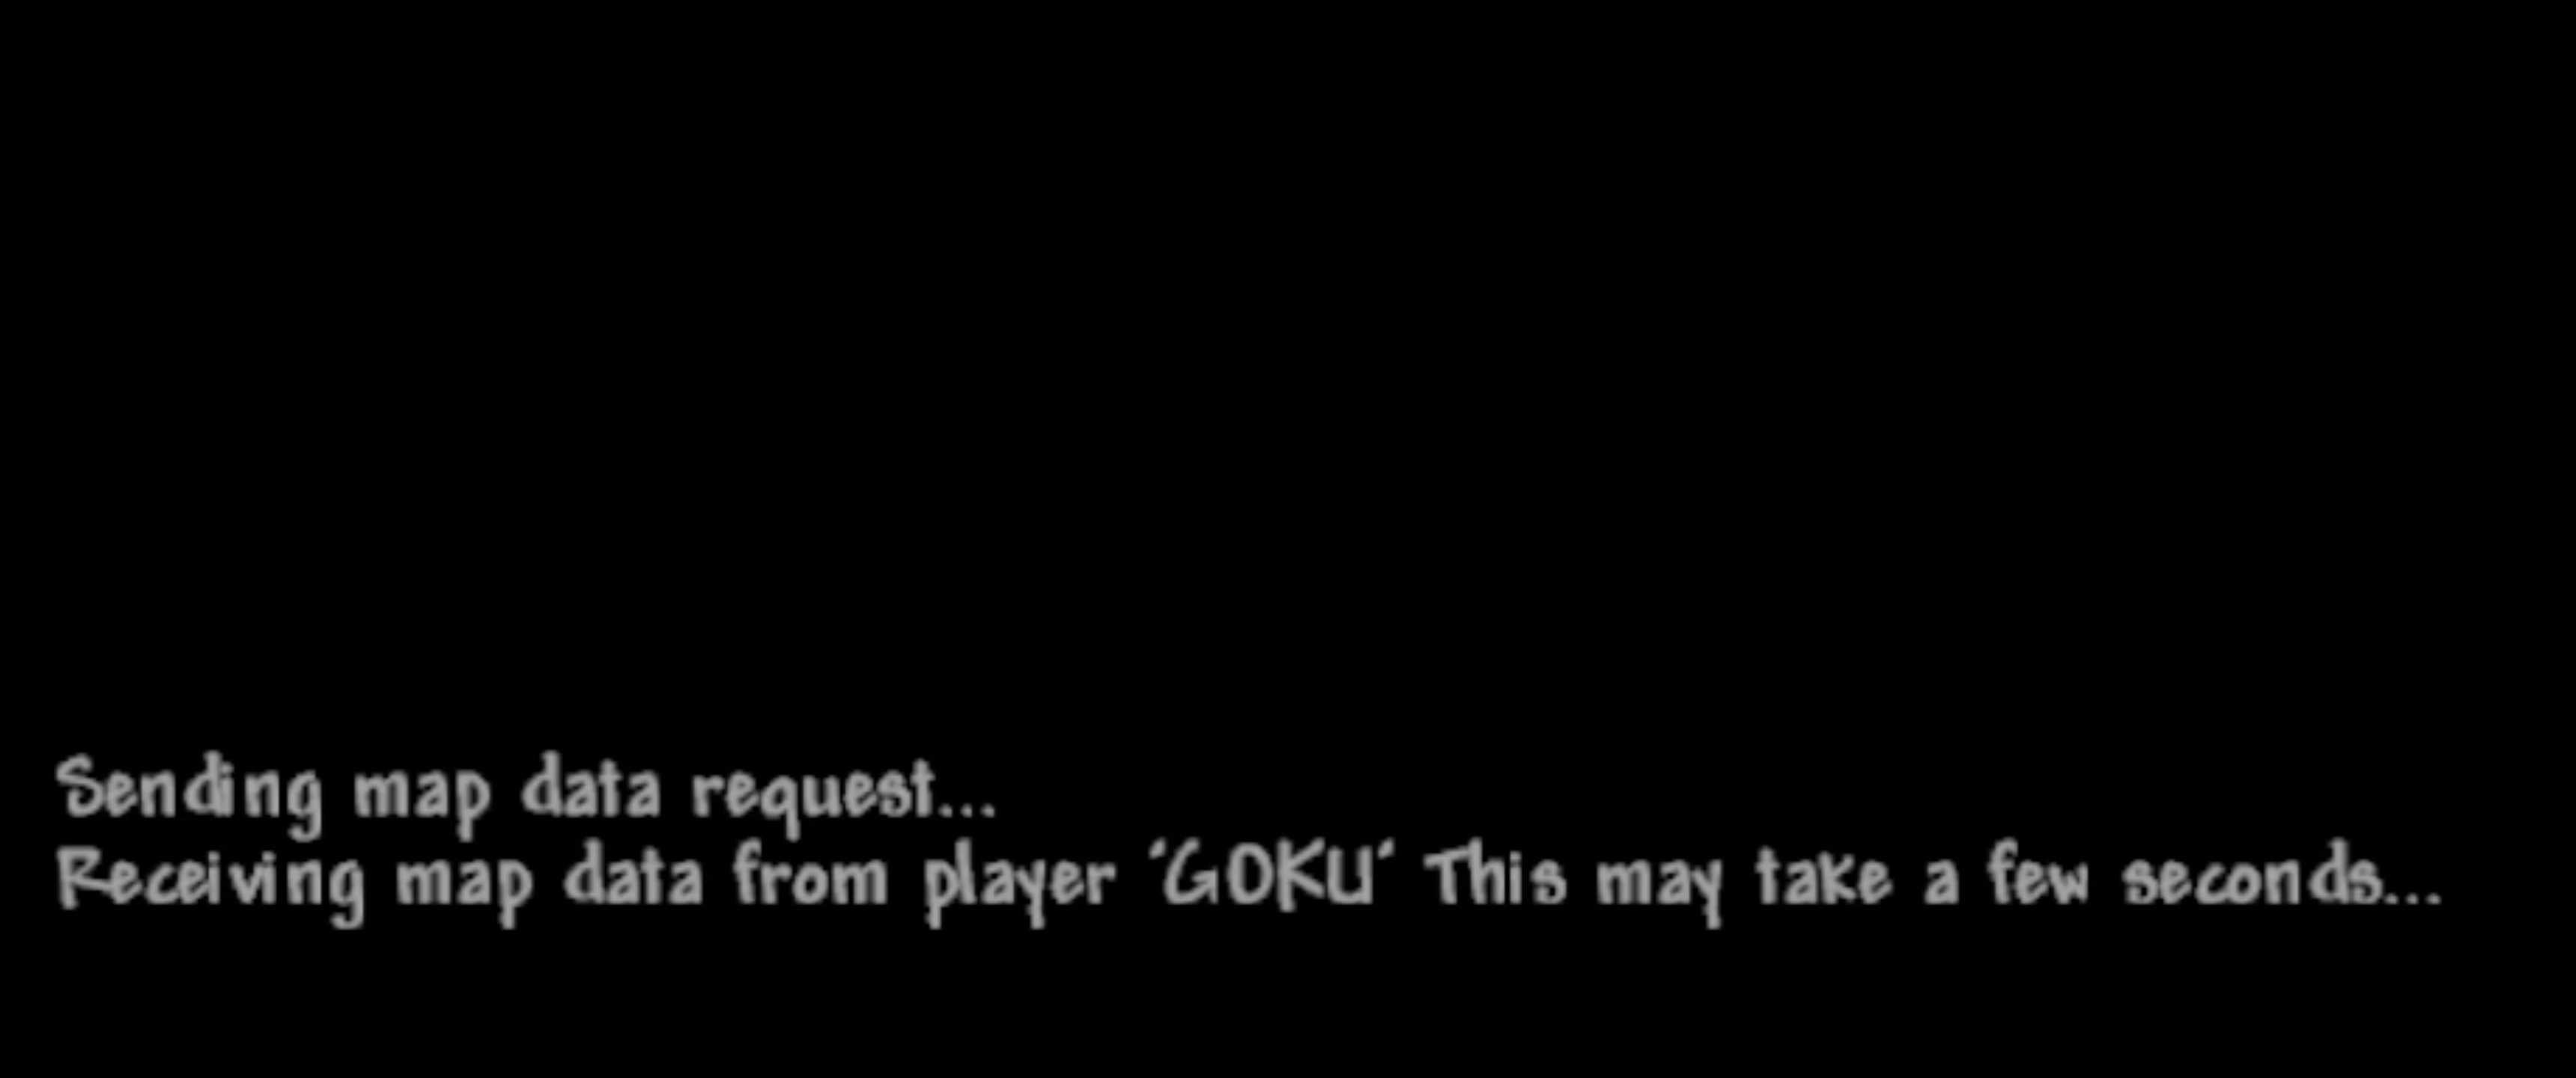 Sending map data request...
Receiving map data from player 'GOKU' This may take a few seconds...